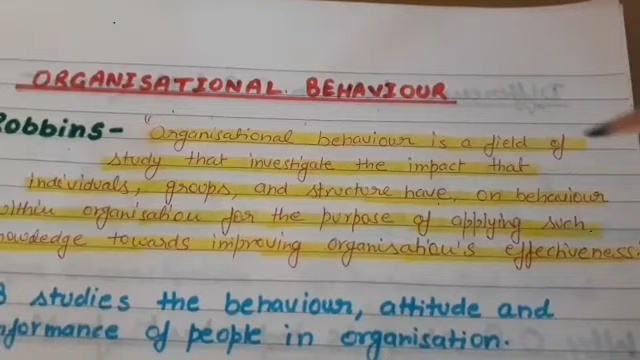 ORGANISATIONAL BEHAVIOUR
Robbins- "Organisational behaviour is a field of
study that investigate the impact that
individuals, groups, and structure have, on behaviour
within organisation for the purpose of applying such
knowledge towards improving organisation's effectiveness.
B studies the behaviour, attitude and
formance of people in organisation.